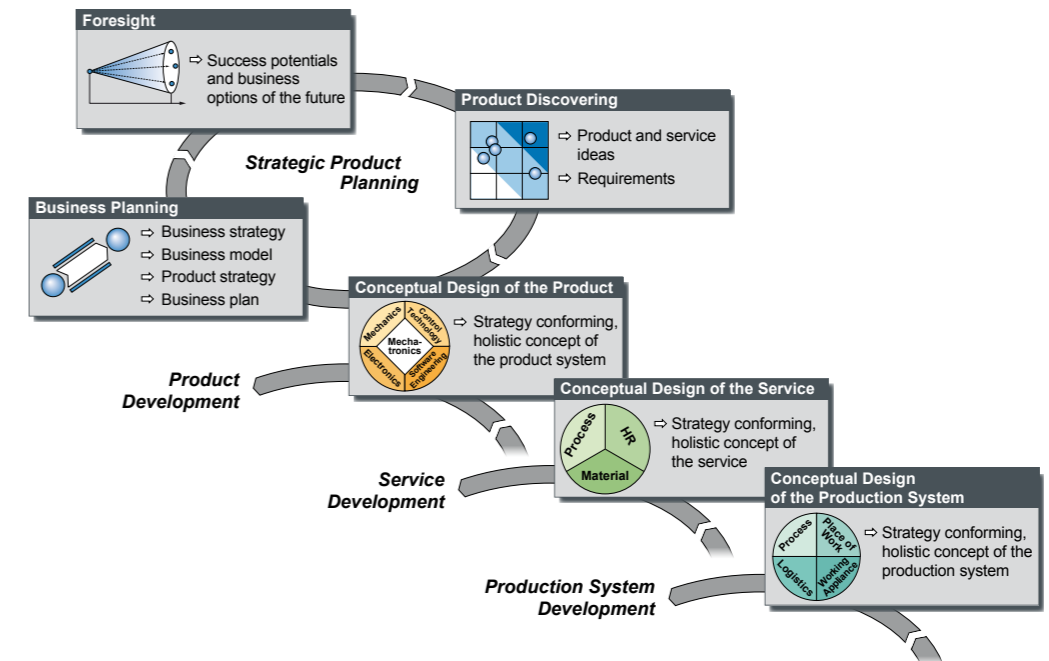 Foresight
⇨ Success potentials
and business
options of the future
Product Discovering
⇨ Product and service
ideas
⇨ Requirements
Strategic Product
Planning
Business Planning
⇨ Business strategy
⇨ Business model
⇨ Product strategy
⇨ Business plan
Conceptual Design of the Product
Mechanics
Control
Technology
Mecha-
tronics
Electronics
Software
Engineering
⇨ Strategy conforming,
holistic concept of
the product system
Product
Development
Conceptual Design of the Service
Process
HR
Material
⇨ Strategy conforming,
holistic concept of
the service
Service
Development
Conceptual Design
of the Production System
Process
Place of
Work
Logistics
Working
Appliance
⇨ Strategy conforming,
holistic concept of the
production system
Production System
Development